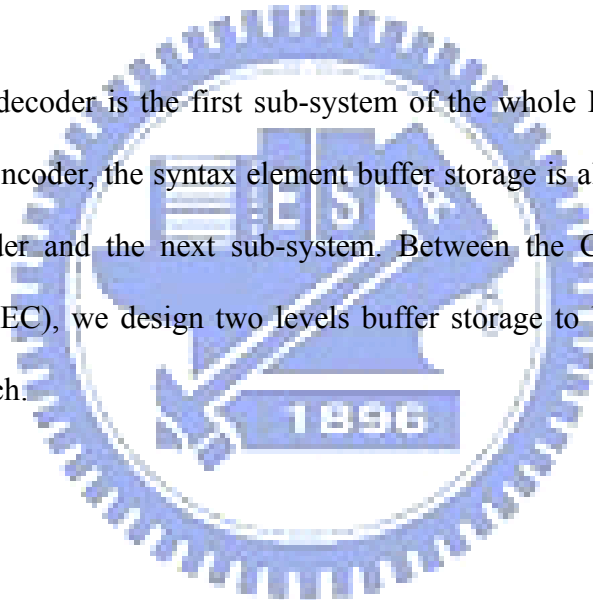 decoder is the first sub-system of the whole
ncoder, the syntax element buffer storage is
der and the next sub-system. Between the
EC), we design two levels buffer storage to
ch.
ES
1896